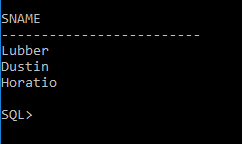 SNAME
-------------------------
Lubber
Dustin
Horatio
SQL>